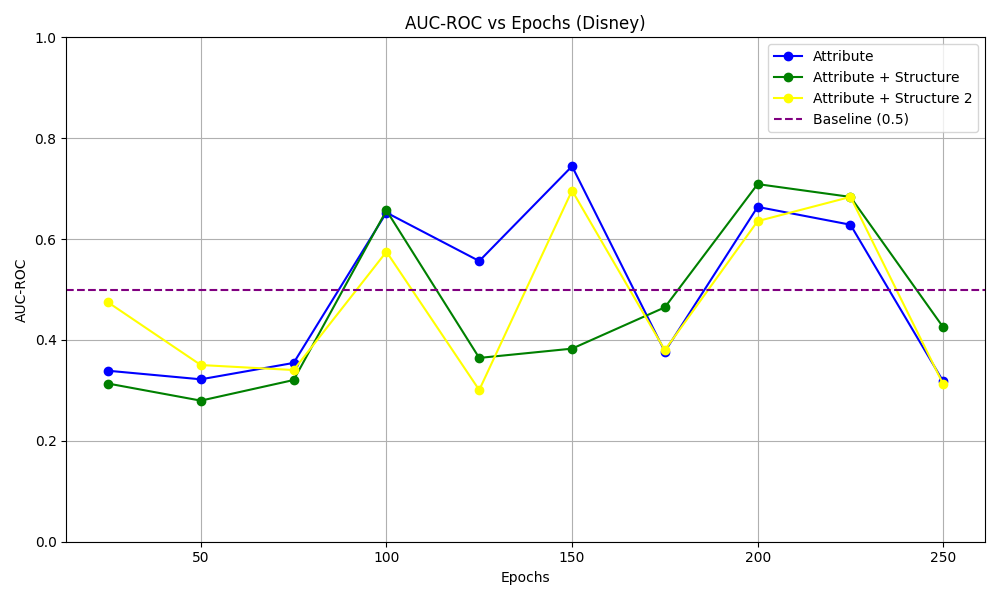 AUC-ROC vs Epochs (Disney)
Attribute
Attribute + Structure
Attribute + Structure 2
Baseline (0.5)
AUC-ROC
1.0
0.8
0.6
0.4
0.2
0.0
50 100 150 200 250
Epochs